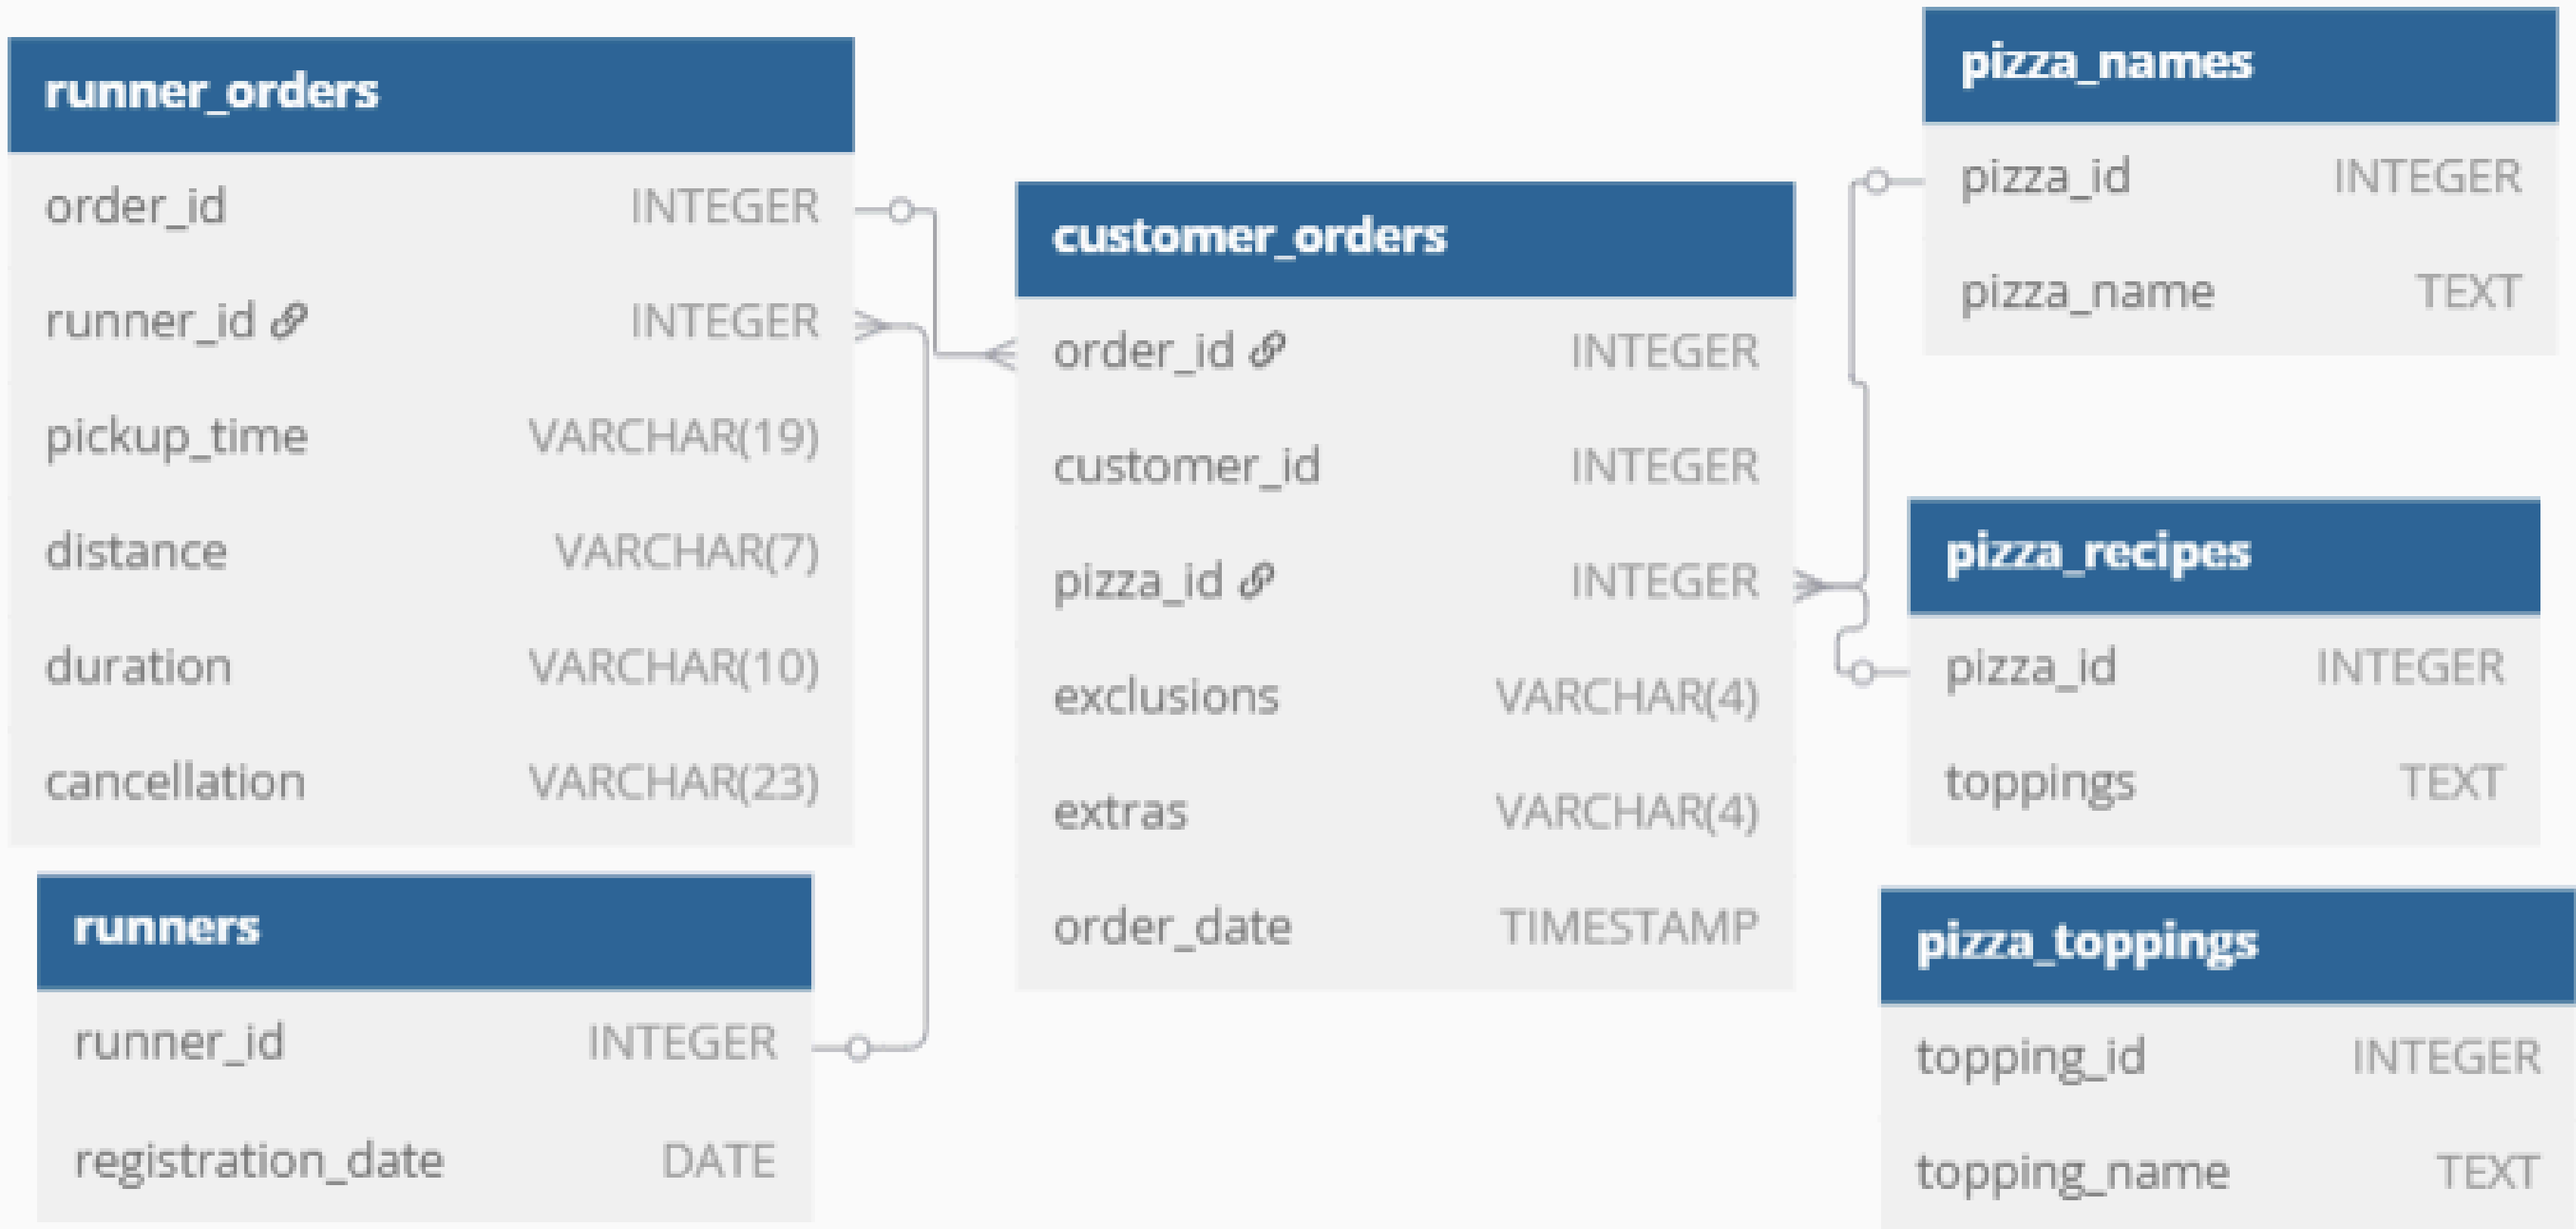 runner_orders
order_id INTEGER
runner_id INTEGER
pickup_time VARCHAR(19)
distance VARCHAR(7)
duration VARCHAR(10)
cancellation VARCHAR(23)
runners
runner_id INTEGER
registration_date DATE
customer_orders
order_id INTEGER
customer_id INTEGER
pizza_id INTEGER
exclusions VARCHAR(4)
extras VARCHAR(4)
order_date TIMESTAMP
pizza_names
pizza_id INTEGER
pizza_name TEXT
pizza_recipes
pizza_id INTEGER
toppings TEXT
pizza_toppings
topping_id INTEGER
topping_name TEXT